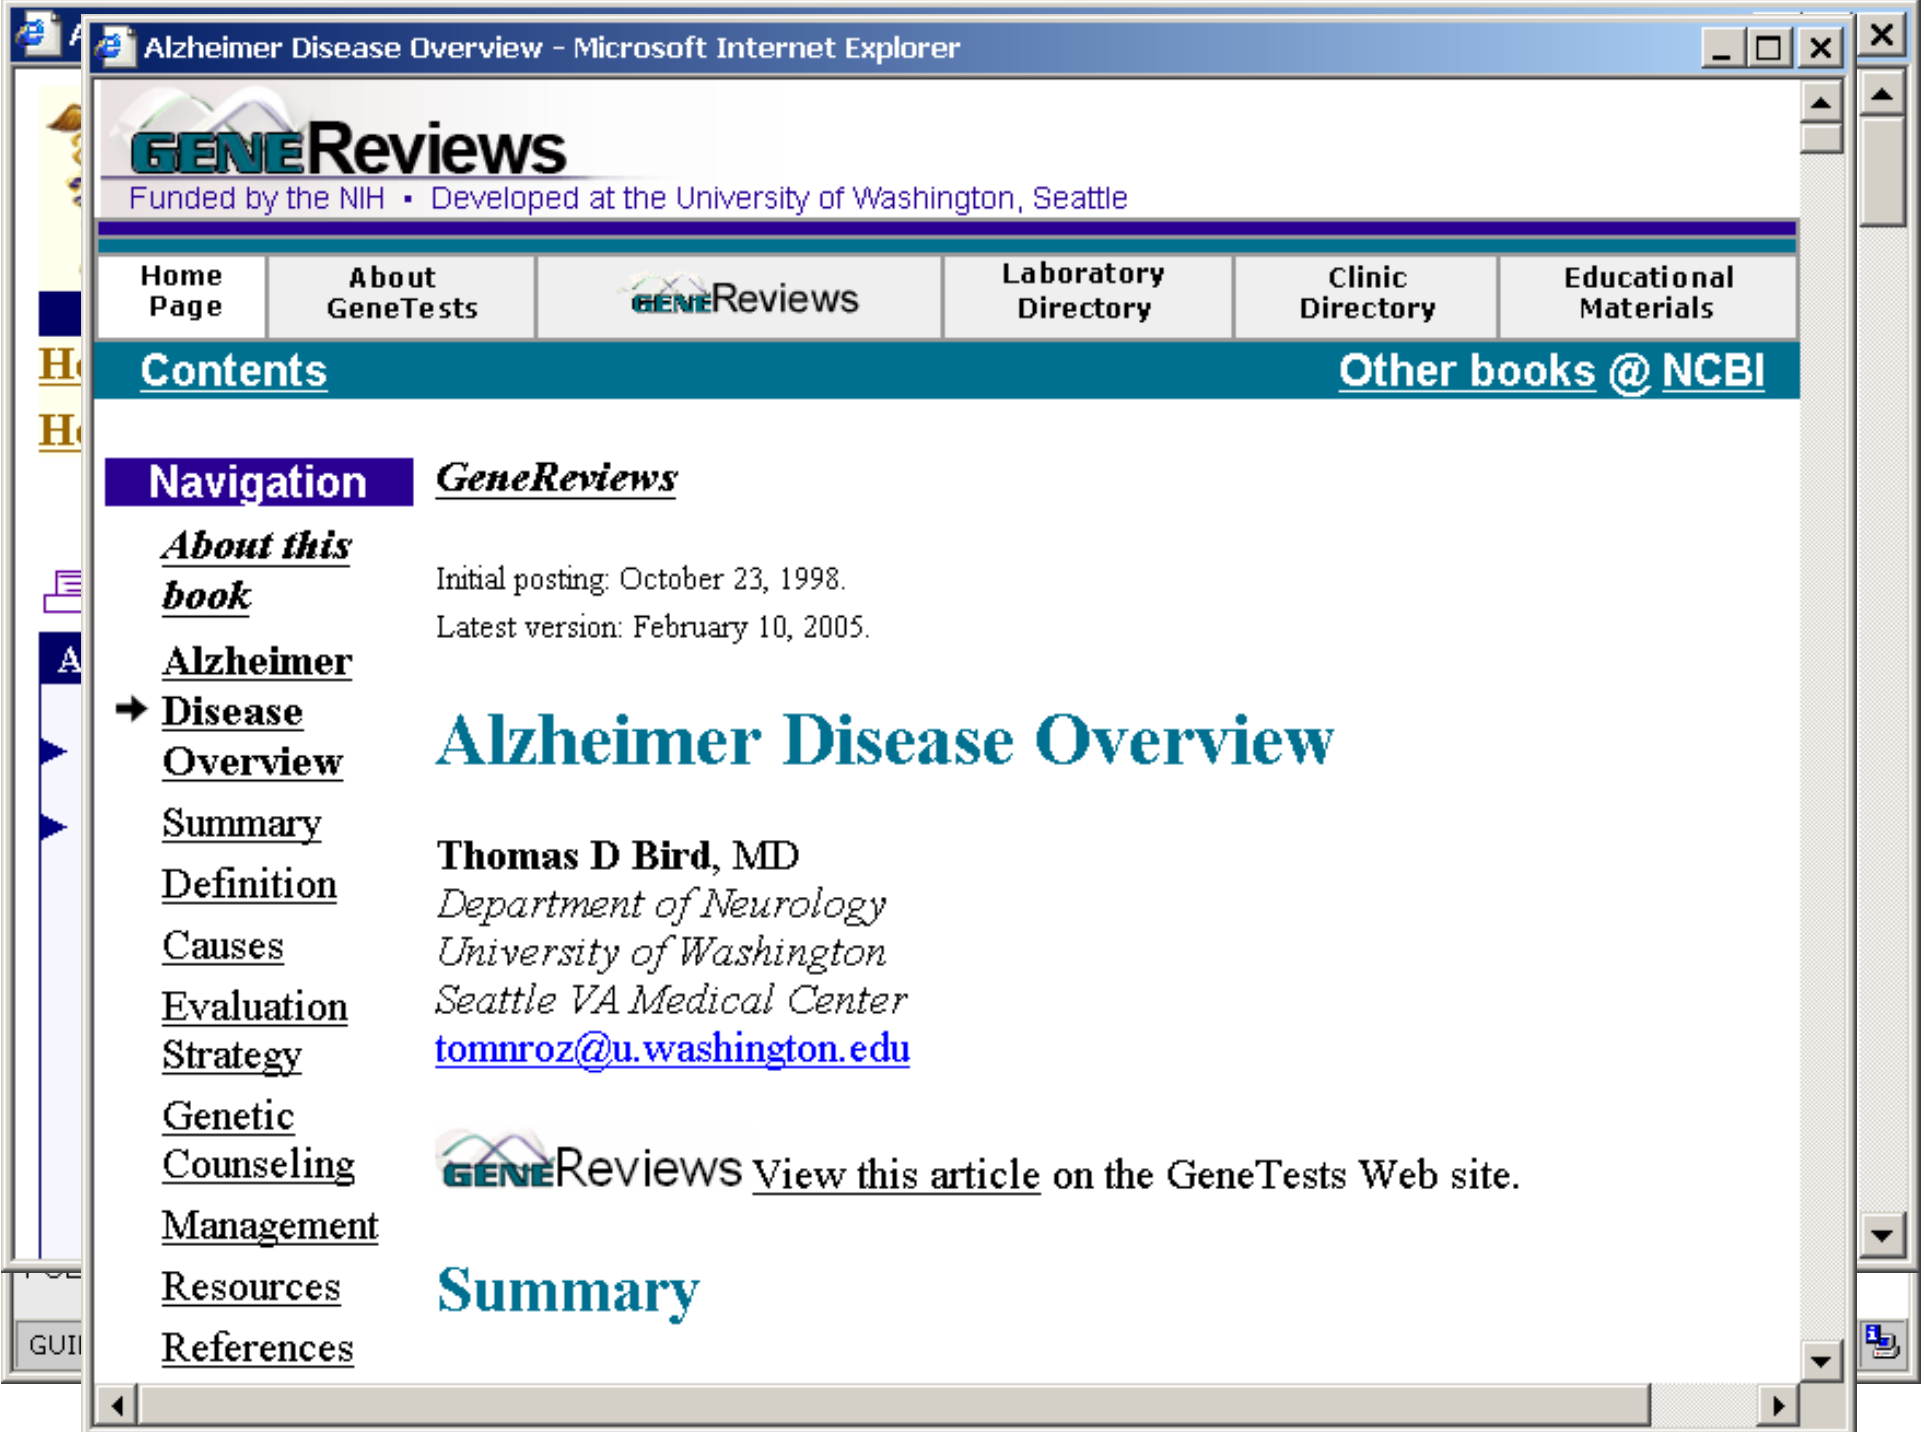 Alzheimer Disease Overview - Microsoft Internet Explorer
GENEReviews
Funded by the NIH • Developed at the University of Washington, Seattle
Home Page
About GeneTests
GENEReviews
Laboratory Directory
Clinic Directory
Educational Materials
Contents
Other books @ NCBI
Navigation
About this
book
Alzheimer
Disease
Overview
Summary
Definition
Causes
Evaluation
Strategy
Genetic
Counseling
Management
Resources
References
GeneReviews
Initial posting: October 23, 1998.
Latest version: February 10, 2005.
Alzheimer Disease Overview
Thomas D Bird, MD
Department of Neurology
University of Washington
Seattle VA Medical Center
tomnroz@u.washington.edu
GENEReviews View this article on the GeneTests Web site.
Summary